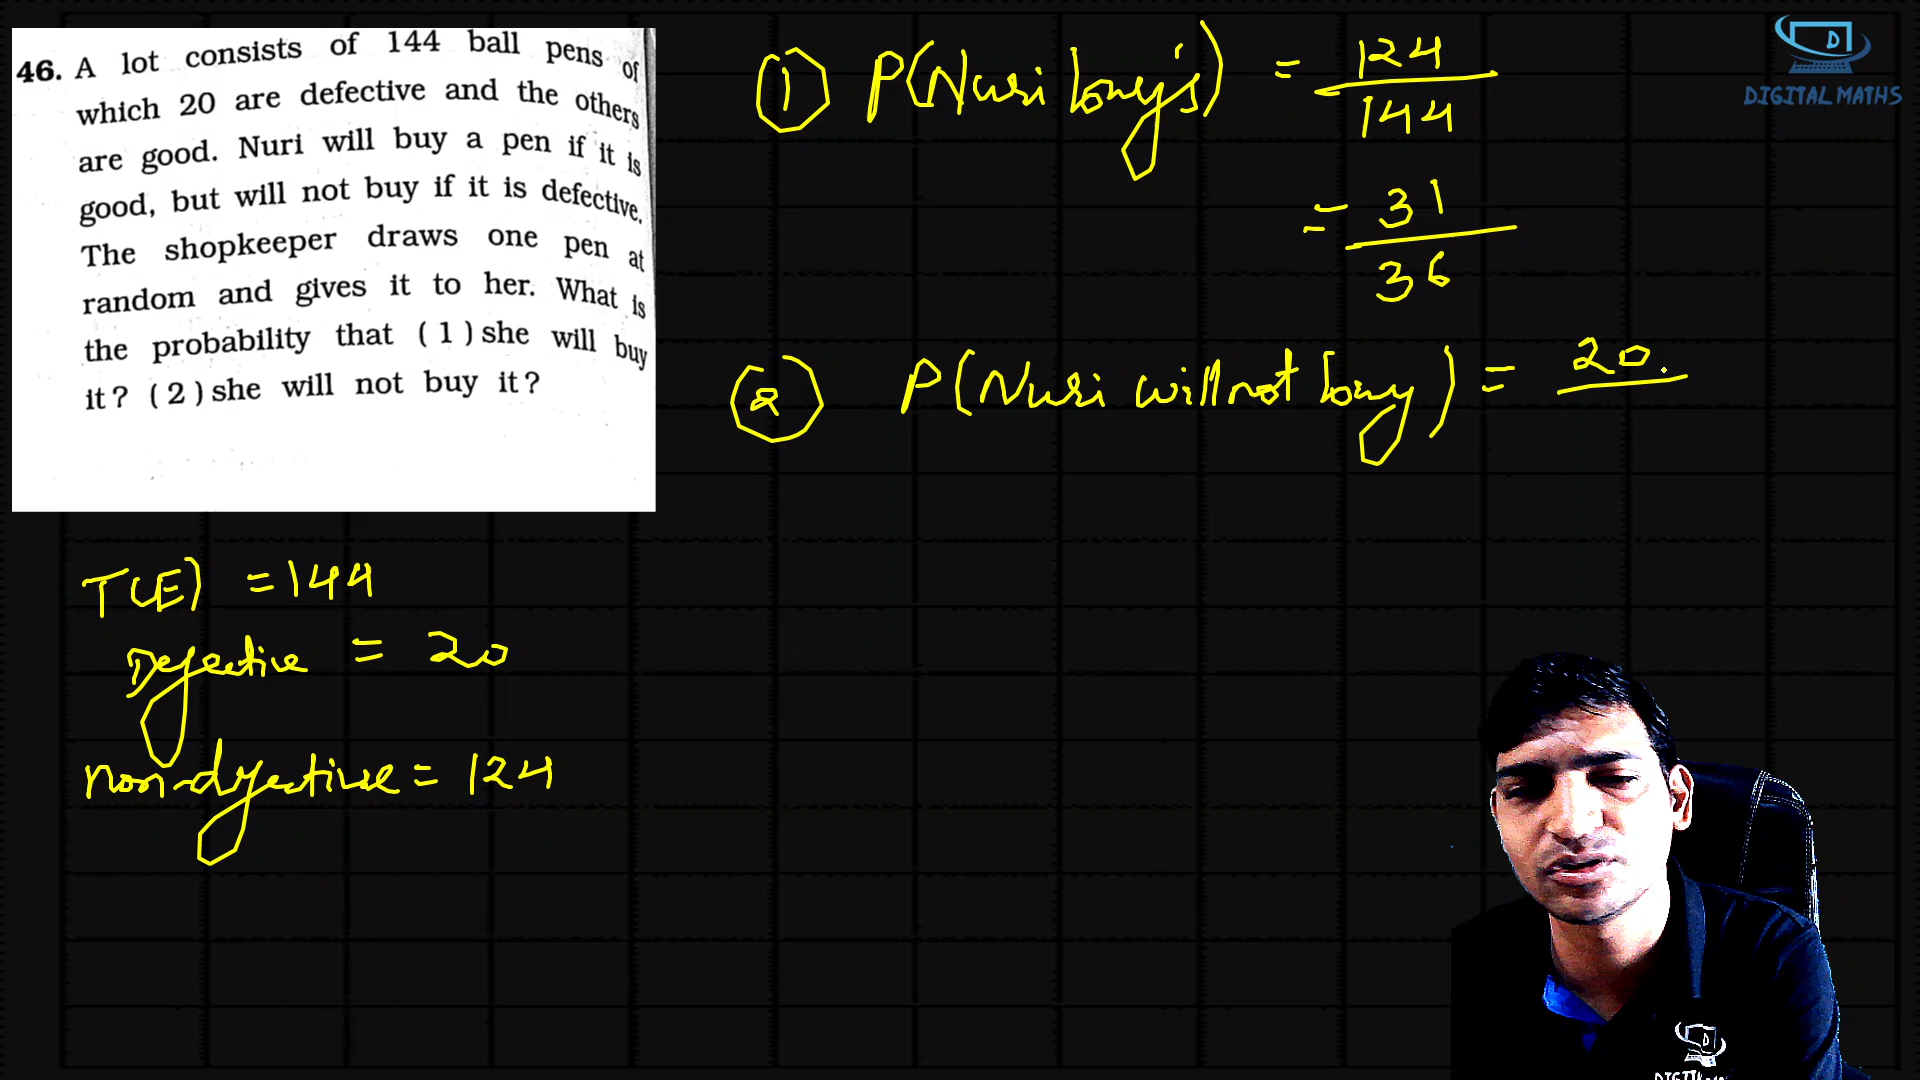 46. A lot consists of 144 ball pens of
which 20 are defective and the others
are good. Nuri will buy a pen if it is
good, but will not buy if it is defective.
The shopkeeper draws one pen at
random and gives it to her. What is
the probability that (1) she will buy
it? (2) she will not buy it?
T(E) = 144
Defective = 20
non-defective = 124
1 P(Nuri buy's) = 124
144
= 31
36
2 P(Nuri will not buy) = 20.
D
DIGITAL MATHS
D